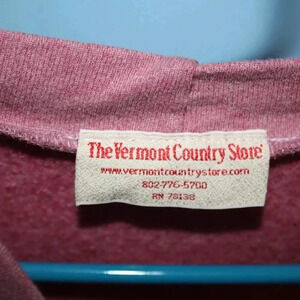 The Vermont Country Store®
www.vermontcountrystore.com
802-776-5700
RN 78138